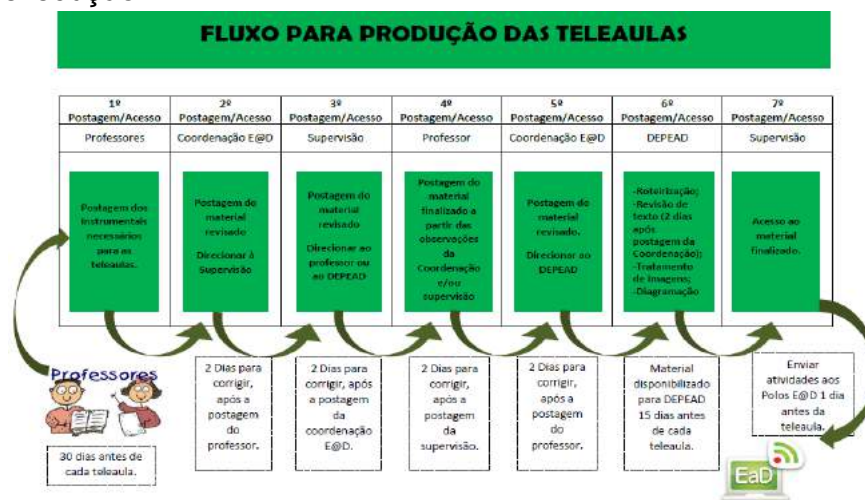 FLUXO PARA PRODUÇÃO DAS TELEAULAS
1º
Postagem/Acesso
2º
Postagem/Acesso
3º
Postagem/Acesso
4º
Postagem/Acesso
5º
Postagem/Acesso
6º
Postagem/Acesso
7º
Postagem/Acesso
Professores
Coordenação E@D
Supervisão
Professor
Coordenação E@D
DEPEAD
Supervisão
Postagem dos
instrumentais
necessários
para as
teleaulas.
Postagem do
material
revisado
Direcionar à
Supervisão
Postagem do
material
revisado
Direcionar ao
professor ou
ao DEPEAD
Postagem do
material
finalizado a
partir das
observações
da
Coordenação
e/ou
supervisão
Postagem do
material
revisado.
Direcionar ao
DEPEAD
-Roteirização;
-Revisão de
texto (2 dias
após
postagem da
Coordenação);
-Tratamento
de Imagens;
-Diagramação
Acesso ao
material
finalizado.
Professores
30 dias antes de
cada teleaula.
2 Dias para
corrigir,
após a
postagem
do
professor.
2 Dias para
corrigir, após
a postagem
da
coordenação
E@D.
2 Dias para
corrigir,
após a
postagem
da
supervisão.
2 Dias para
corrigir,
após a
postagem
do
professor.
Material
disponibilizado
para DEPEAD
15 dias antes
de cada
teleaula.
Enviar
atividades aos
Polos E@D 1 dia
antes da
teleaula.
EaD